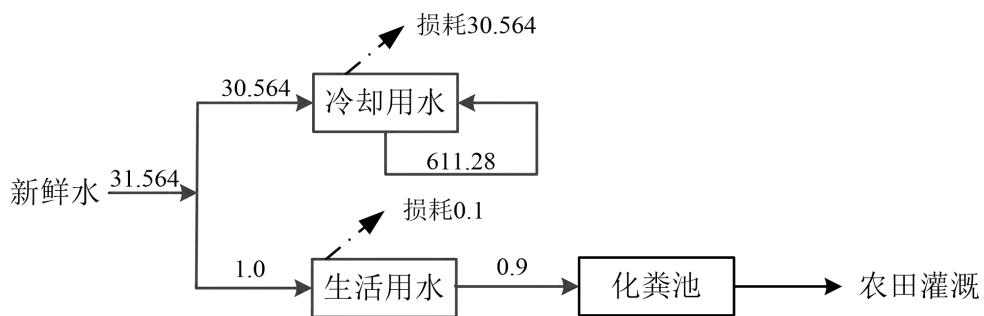 损耗30.564
30.564
冷却用水
611.28
新鲜水
31.564
损耗0.1
1.0
生活用水
0.9
化粪池
农田灌溉